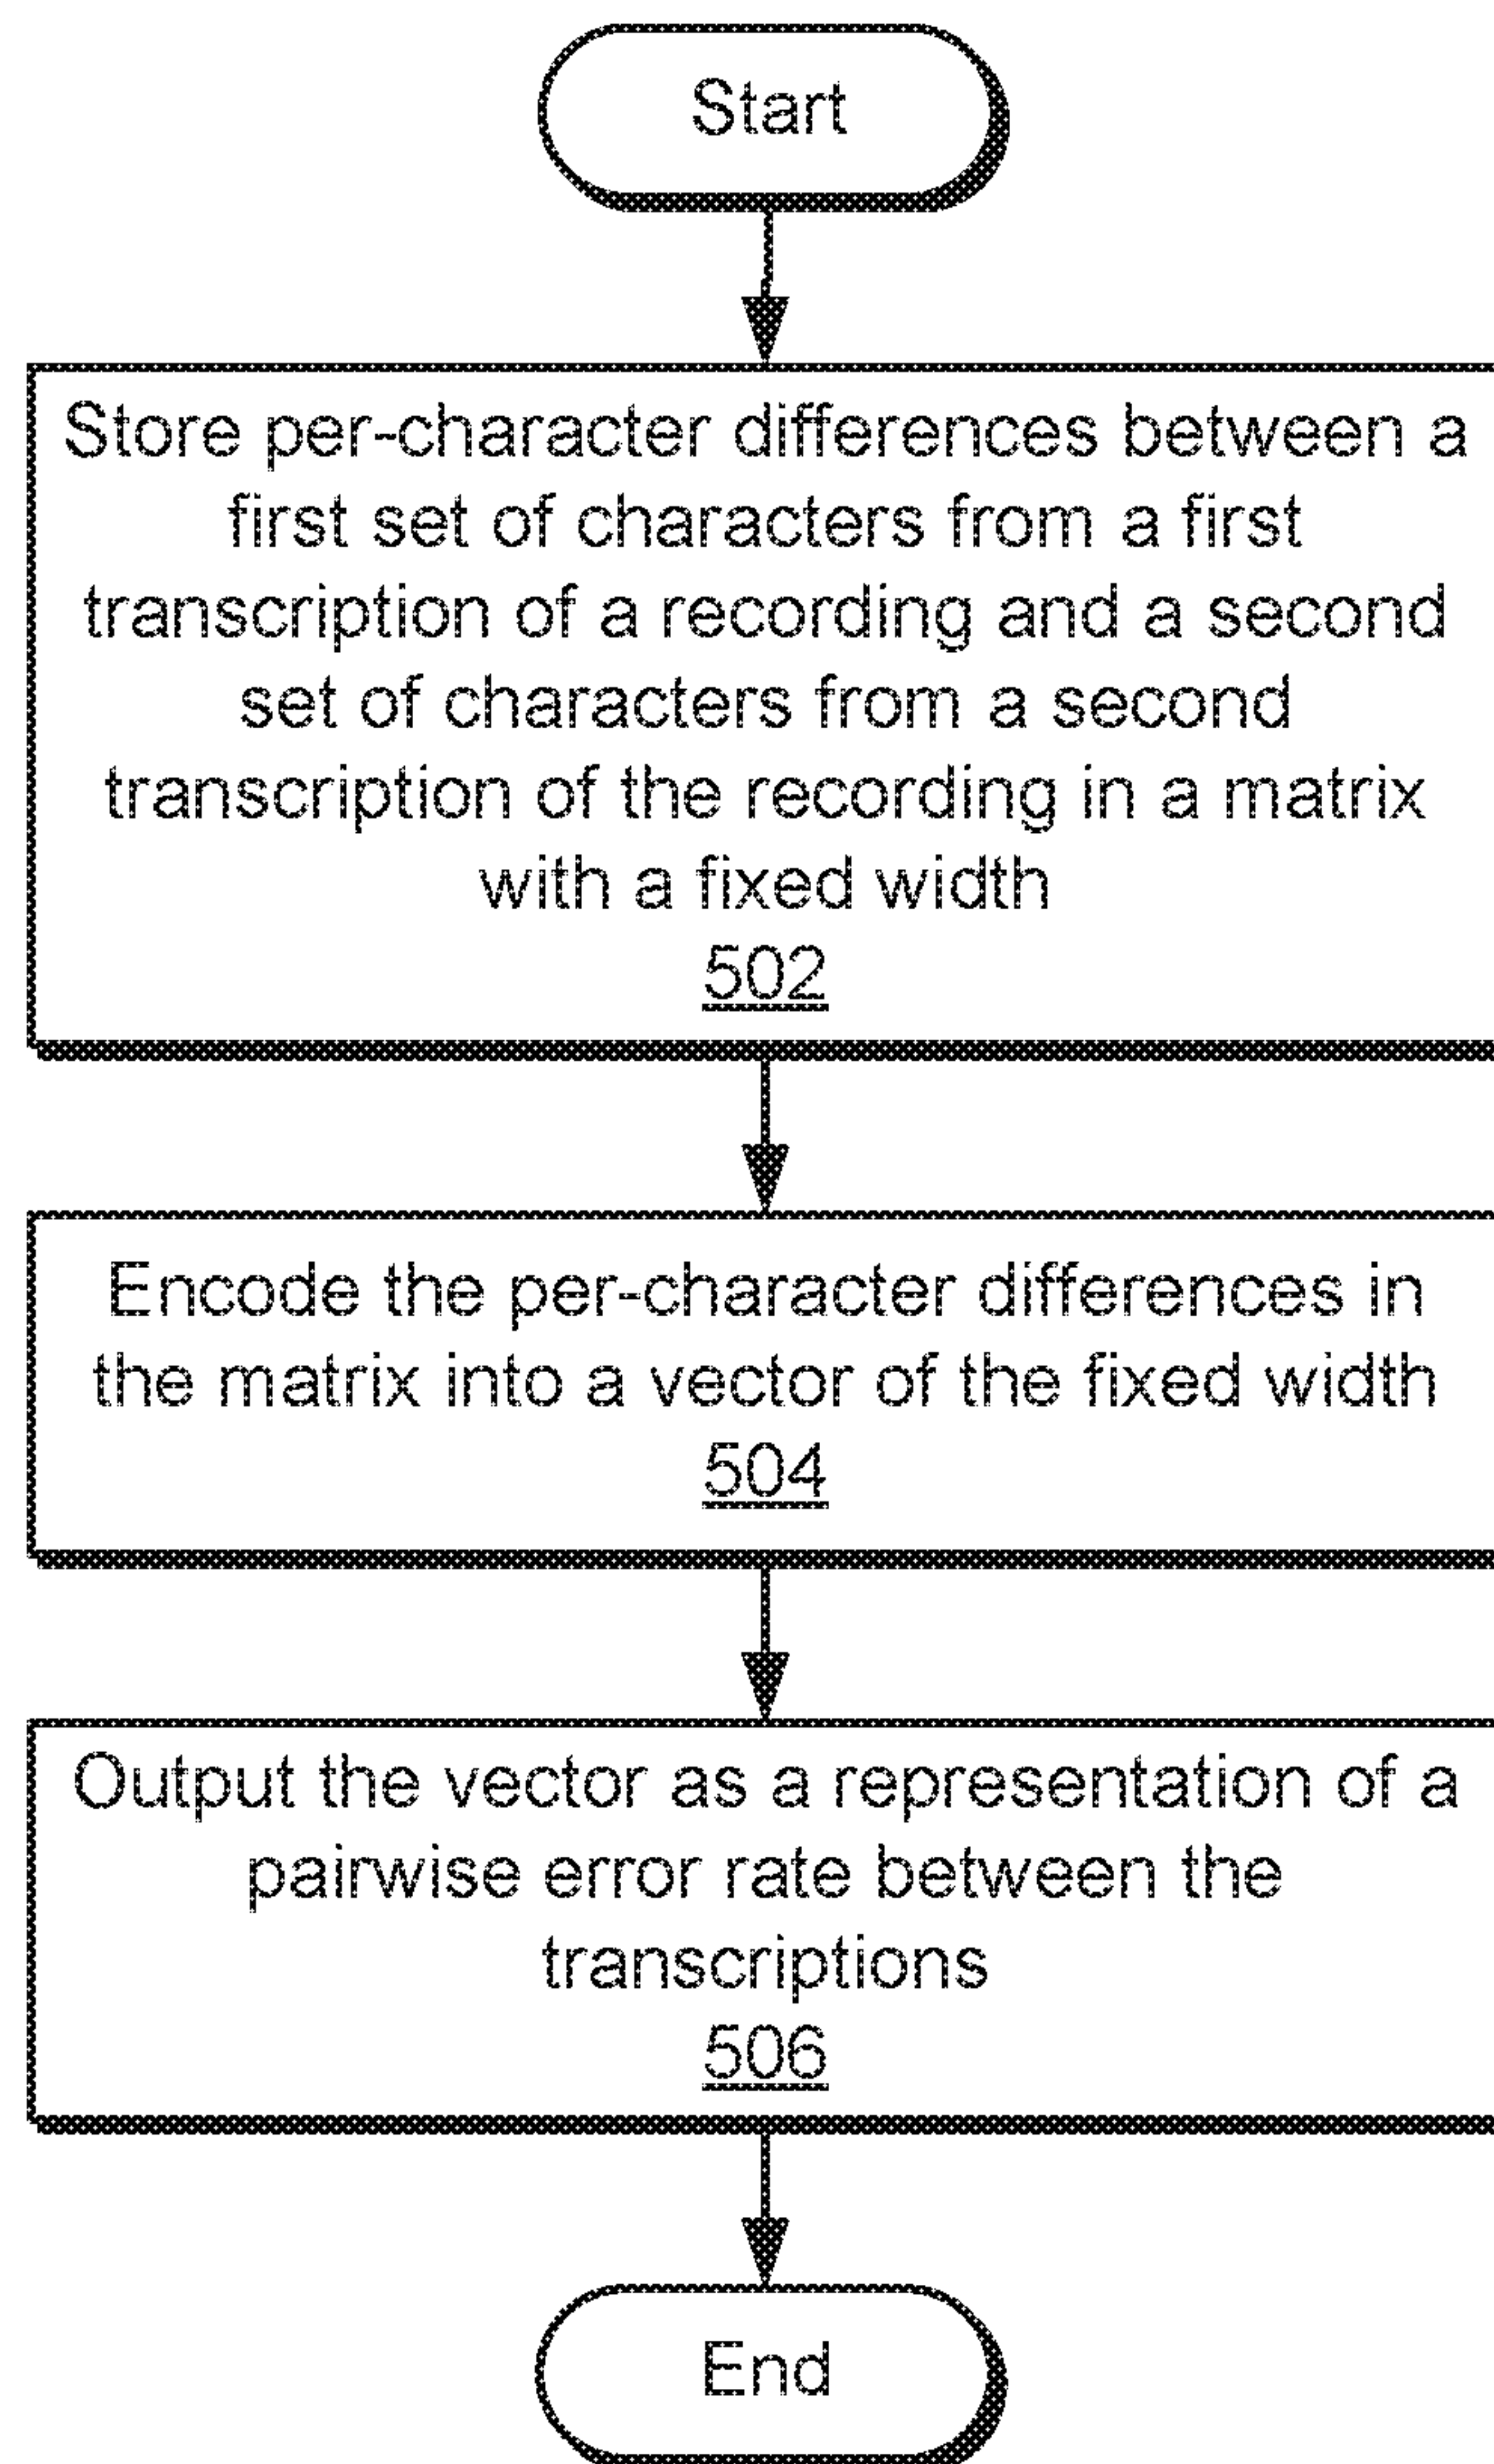 Start
Store per-character differences between a
first set of characters from a first
transcription of a recording and a second
set of characters from a second
transcription of the recording in a matrix
with a fixed width
502
Encode the per-character differences in
the matrix into a vector of the fixed width
504
Output the vector as a representation of a
pairwise error rate between the
transcriptions
506
End